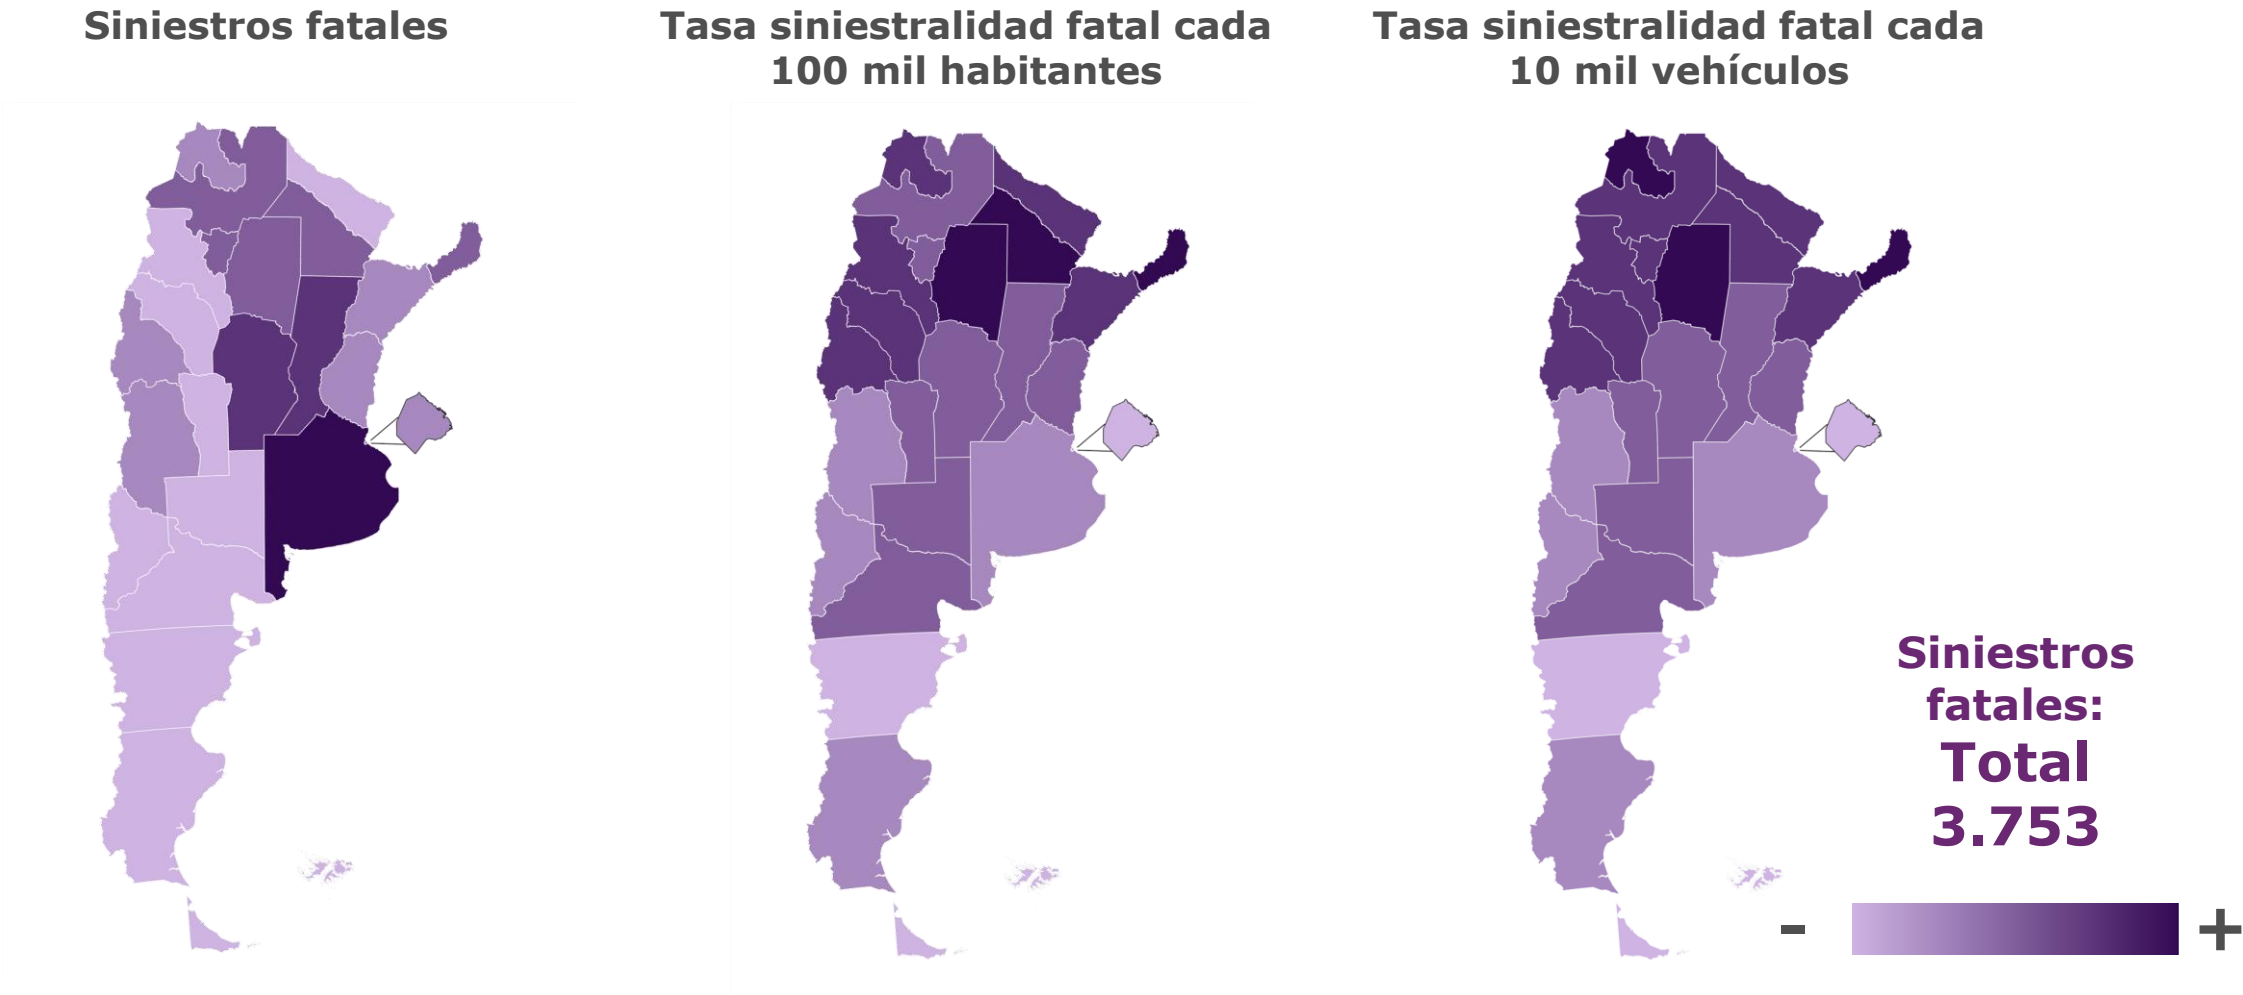 Siniestros fatales
Tasa siniestralidad fatal cada
100 mil habitantes
Tasa siniestralidad fatal cada
10 mil vehículos
Siniestros
fatales:
Total
3.753
- +